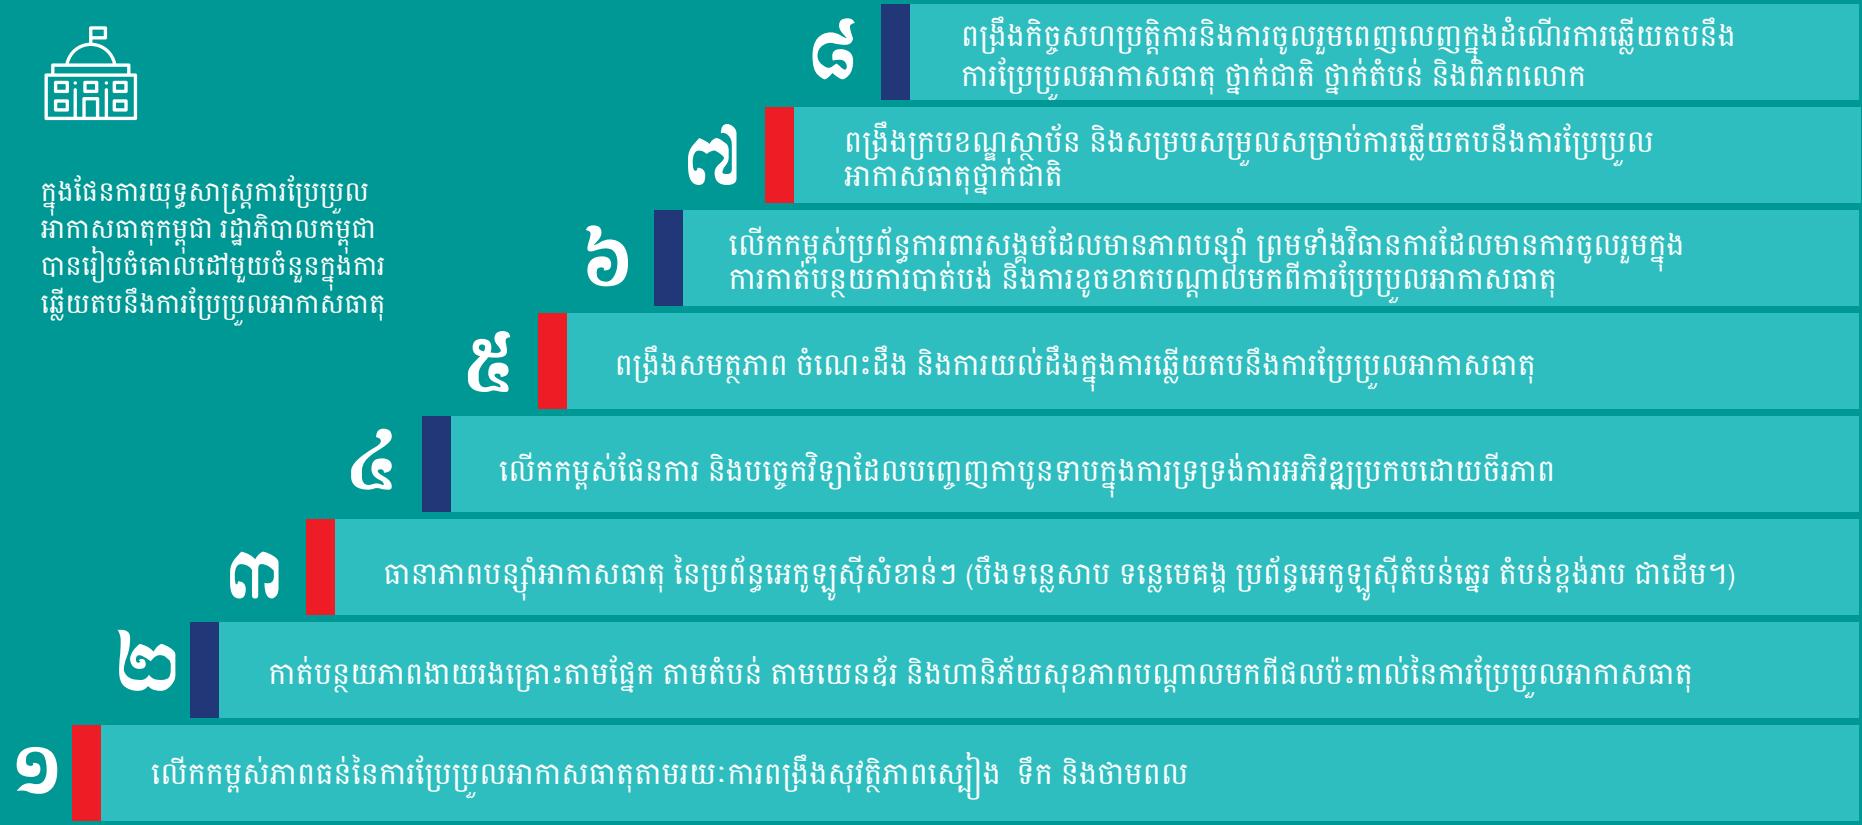 ៨
ពង្រឹងកិច្ចសហប្រត្តិការនិងការចូលរួមពេញលេញក្នុងដំណើរការឆ្លើយតបនឹង
ការប្រែប្រួលអាកាសធាតុ ថ្នាក់ជាតិ ថ្នាក់តំបន់ និងពិភពលោក
៧
ពង្រឹងក្របខណ្ឌស្ថាប័ន និងសម្របសម្រួលសម្រាប់ការឆ្លើយតបនឹងការប្រែប្រួល
អាកាសធាតុថ្នាក់ជាតិ
ក្នុងផែនការយុទ្ធសាស្ត្រការប្រែប្រួល
អាកាសធាតុកម្ពុជា រដ្ឋាភិបាលកម្ពុជា
បានរៀបចំគោលដៅមួយចំនួនក្នុងការ
ឆ្លើយតបនឹងការប្រែប្រួលអាកាសធាតុ
៦
លើកកម្ពស់ប្រព័ន្ធការពារសង្គមដែលមានភាពបន្ស៊ាំ ព្រមទាំងវិធានការដែលមានការចូលរួមក្នុង
ការកាត់បន្ថយការបាត់បង់ និងការខូចខាតបណ្តាលមកពីការប្រែប្រួលអាកាសធាតុ
៥
ពង្រឹងសមត្ថភាព ចំណេះដឹង និងការយល់ដឹងក្នុងការឆ្លើយតបនឹងការប្រែប្រួលអាកាសធាតុ
៤
លើកកម្ពស់ផែនការ និងបច្ចេកវិទ្យាដែលបញ្ចេញកាបូនទាបក្នុងការទ្រទ្រង់ការអភិវឌ្ឍប្រកបដោយចីរភាព
៣
ធានាភាពបន្ស៊ាំអាកាសធាតុ នៃប្រព័ន្ធអេកូឡូស៊ីសំខាន់ៗ (បឹងទន្លេសាប ទន្លេមេគង្គ ប្រព័ន្ធអេកូឡូស៊ីតំបន់ឆ្នេរ តំបន់ខ្ពង់រាប ជាដើម។)
២
កាត់បន្ថយភាពងាយរងគ្រោះតាមផ្នែក តាមតំបន់ តាមយេនឌ័រ និងហានិភ័យសុខភាពបណ្តាលមកពីផលប៉ះពាល់នៃការប្រែប្រួលអាកាសធាតុ
១
លើកកម្ពស់ភាពធន់នៃការប្រែប្រួលអាកាសធាតុតាមរយៈការពង្រឹងសុវត្ថិភាពស្បៀង ទឹក និងថាមពល